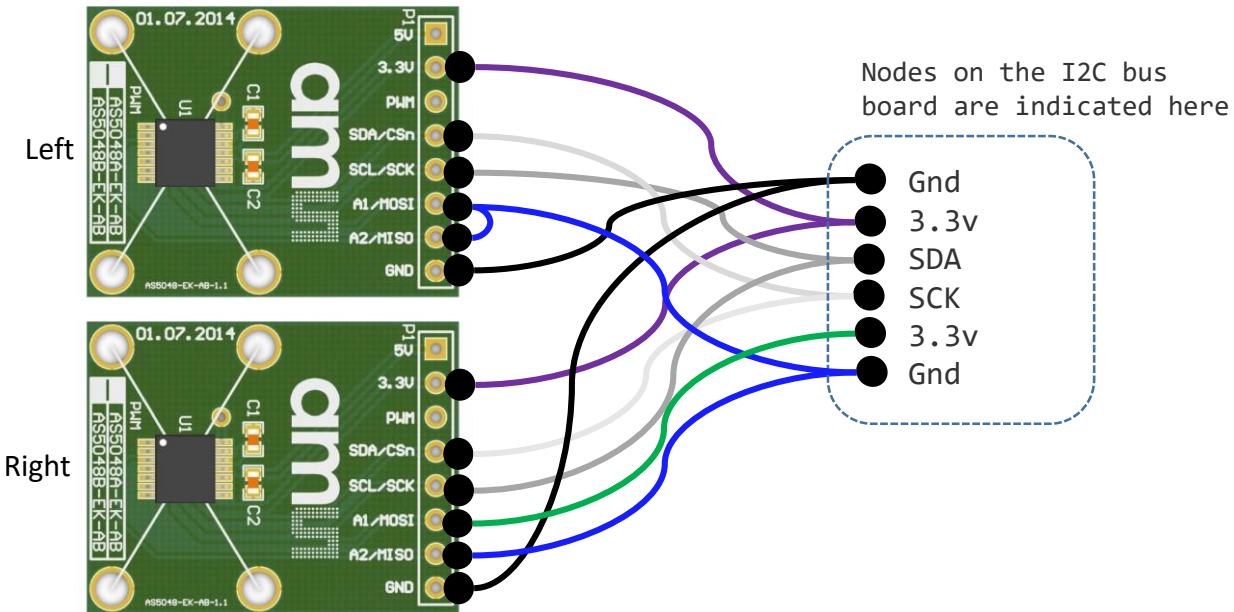 Left
01.07.2014
PWM
U1
C1
C2
AS5048A-EK-AB
AS5048B-EK-AB
am
AS5048-EK-AB-1.1
P1
5V
3.3V
PWM
SDA/CSn
SCL/SCK
A1/MOSI
A2/MISO
GND
Right
01.07.2014
PWM
U1
C1
C2
AS5048A-EK-AB
AS5048B-EK-AB
am
AS5048-EK-AB-1.1
P1
5V
3.3V
PWM
SDA/CSn
SCL/SCK
A1/MOSI
A2/MISO
GND
Nodes on the I2C bus
board are indicated here
Gnd
3.3v
SDA
SCK
3.3v
Gnd